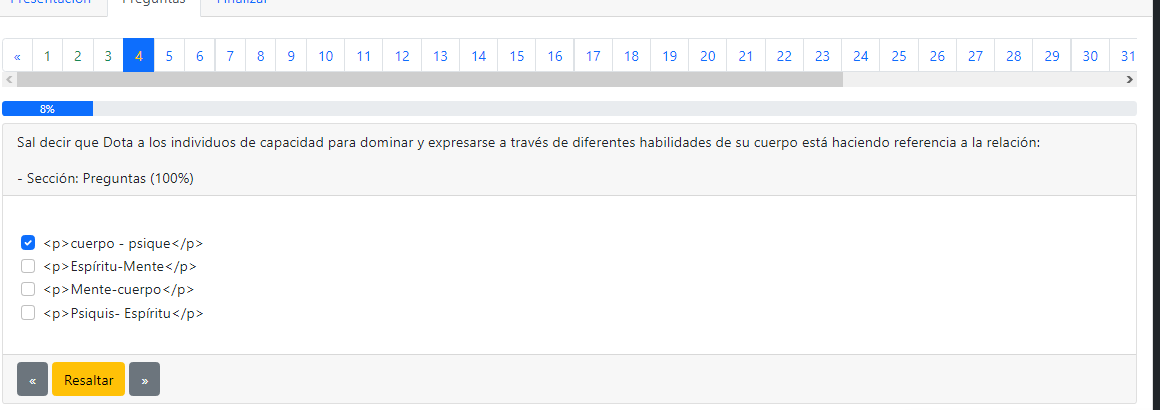 Presentación Preguntas Finalizar
« 1 2 3 4 5 6 7 8 9 10 11 12 13 14 15 16 17 18 19 20 21 22 23 24 25 26 27 28 29 30 31
8%
Sal decir que Dota a los individuos de capacidad para dominar y expresarse a través de diferentes habilidades de su cuerpo está haciendo referencia a la relación:
- Sección: Preguntas (100%)
<p>cuerpo - psique</p>
<p>Espíritu-Mente</p>
<p>Mente-cuerpo</p>
<p>Psiquis- Espíritu</p>
« Resaltar »